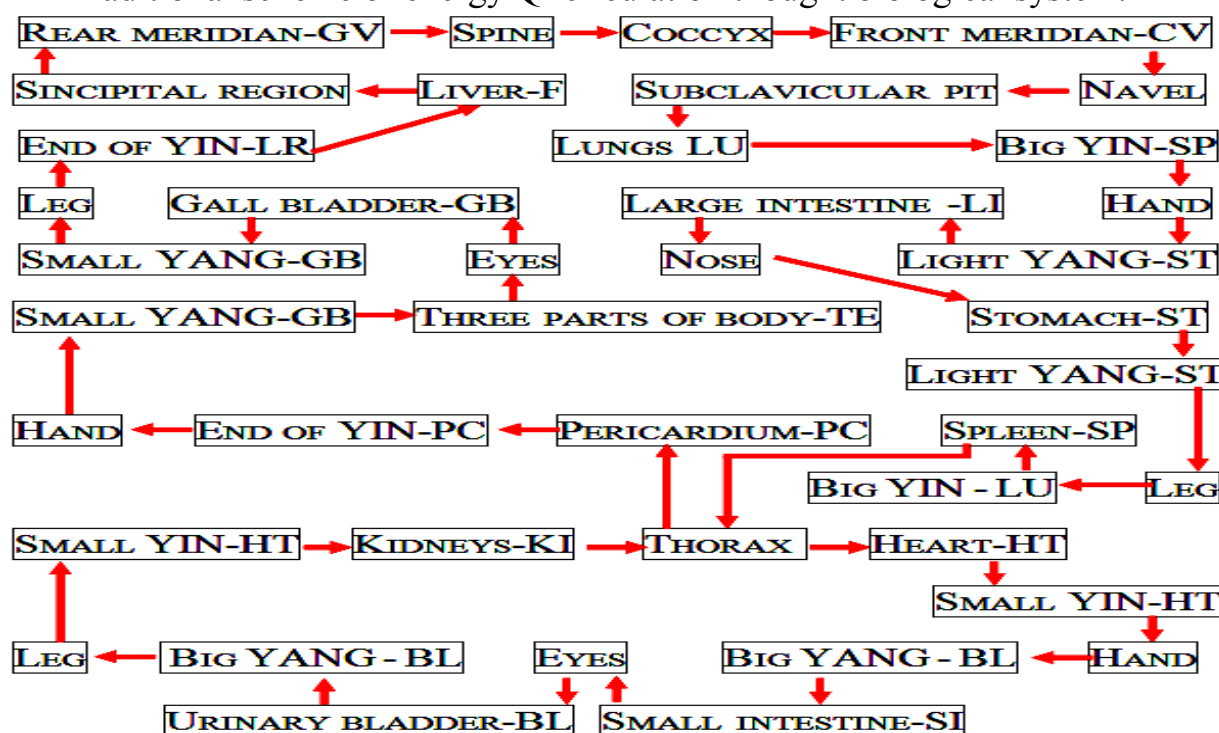 REAR MERIDIAN-GV SPINE COCCYX FRONT MERIDIAN-CV
SINCIPITAL REGION LIVER-F SUBCLAVICULAR PIT NAVEL
END OF YIN-LR LUNGS LU BIG YIN-SP
LEG GALL BLADDER-GB LARGE INTESTINE -LI HAND
SMALL YANG-GB EYES NOSE LIGHT YANG-ST
SMALL YANG-GB THREE PARTS OF BODY-TE STOMACH-ST
LIGHT YANG-ST
HAND END OF YIN-PC PERICARDIUM-PC SPLEEN-SP
BIG YIN - LU LEG
SMALL YIN-HT KIDNEYS-KI THORAX HEART-HT
SMALL YIN-HT
LEG BIG YANG - BL EYES BIG YANG - BL HAND
URINARY BLADDER-BL SMALL INTESTINE-SI